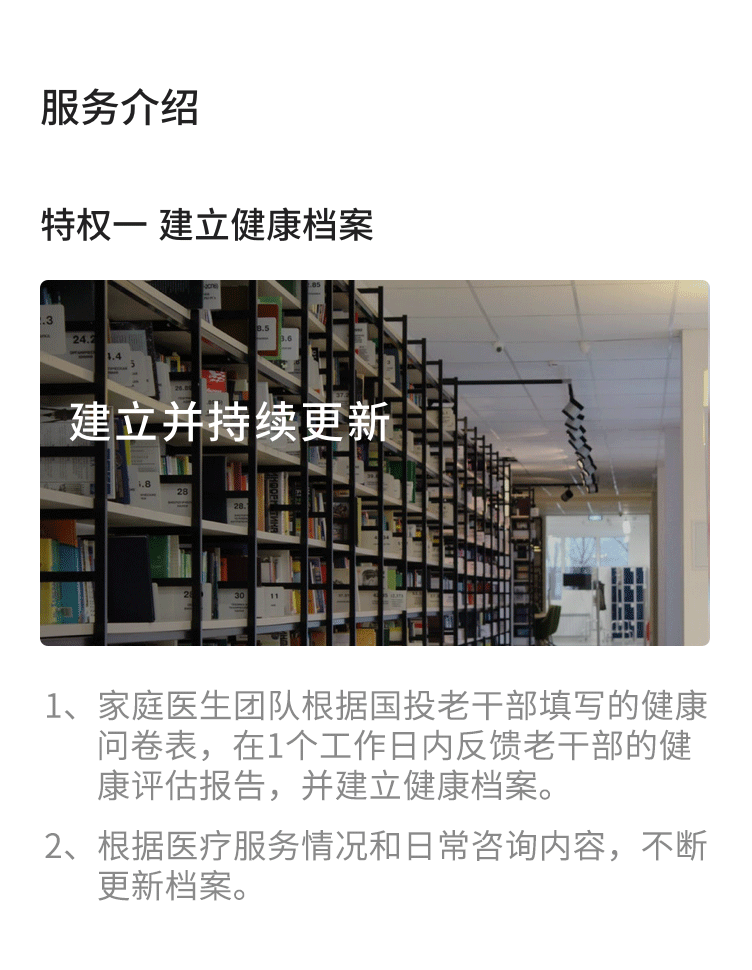 服务介绍
特权一 建立健康档案
建立并持续更新
1、家庭医生团队根据国投老干部填写的健康
问卷表，在1个工作日内反馈老干部的健
康评估报告，并建立健康档案。
2、根据医疗服务情况和日常咨询内容，不断
更新档案。